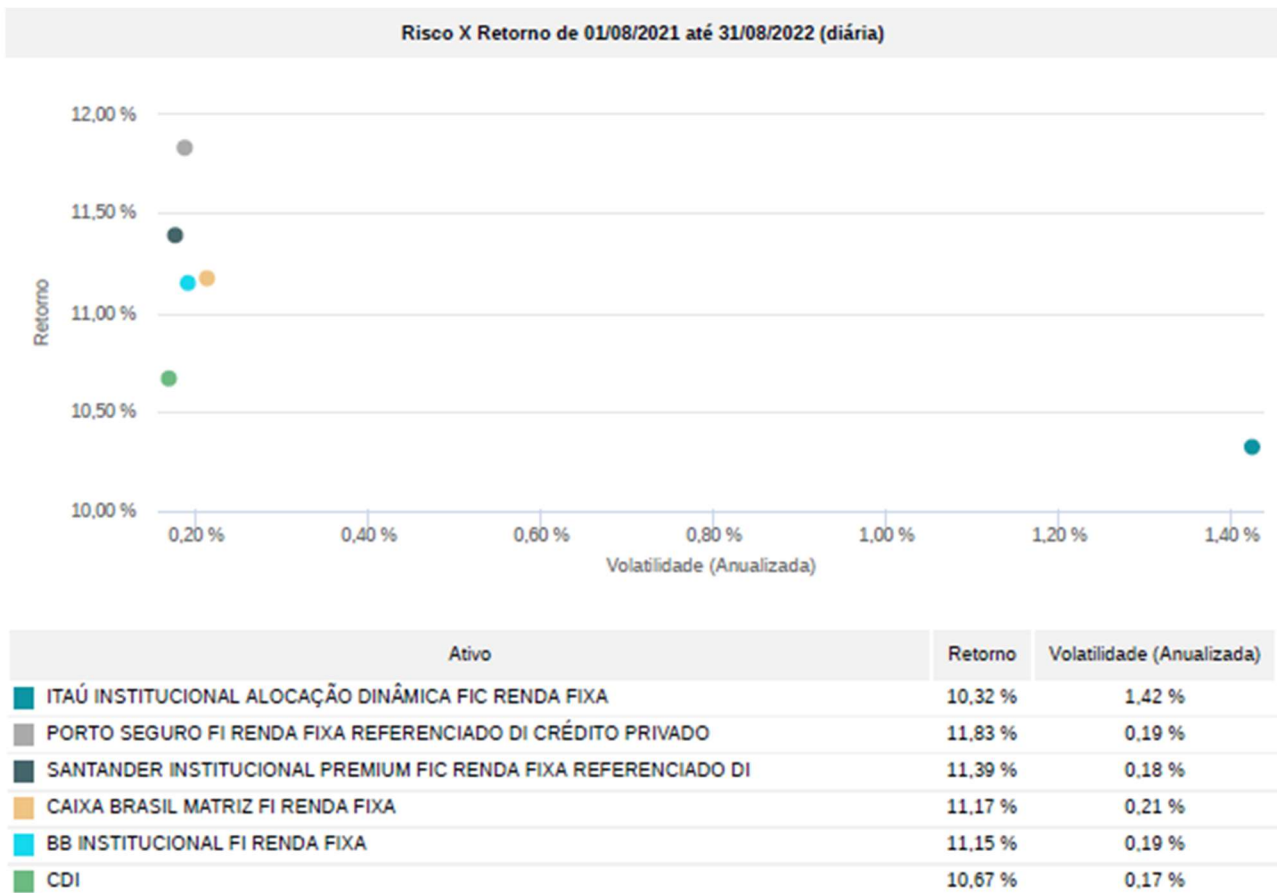 Risco X Retorno de 01/08/2021 até 31/08/2022 (diária)
12,00 %
11,50 %
11,00 %
10,50 %
10,00 %
Retorno
0,20 %
0,40 %
0,60 %
0,80 %
1,00 %
1,20 %
1,40 %
Volatilidade (Anualizada)
Ativo Retorno Volatilidade (Anualizada)
ITAÚ INSTITUCIONAL ALOCAÇÃO DINÂMICA FIC RENDA FIXA 10,32 % 1,42 %
PORTO SEGURO FI RENDA FIXA REFERENCIADO DI CRÉDITO PRIVADO 11,83 % 0,19 %
SANTANDER INSTITUCIONAL PREMIUM FIC RENDA FIXA REFERENCIADO DI 11,39 % 0,18 %
CAIXA BRASIL MATRIZ FI RENDA FIXA 11,17 % 0,21 %
BB INSTITUCIONAL FI RENDA FIXA 11,15 % 0,19 %
CDI 10,67 % 0,17 %